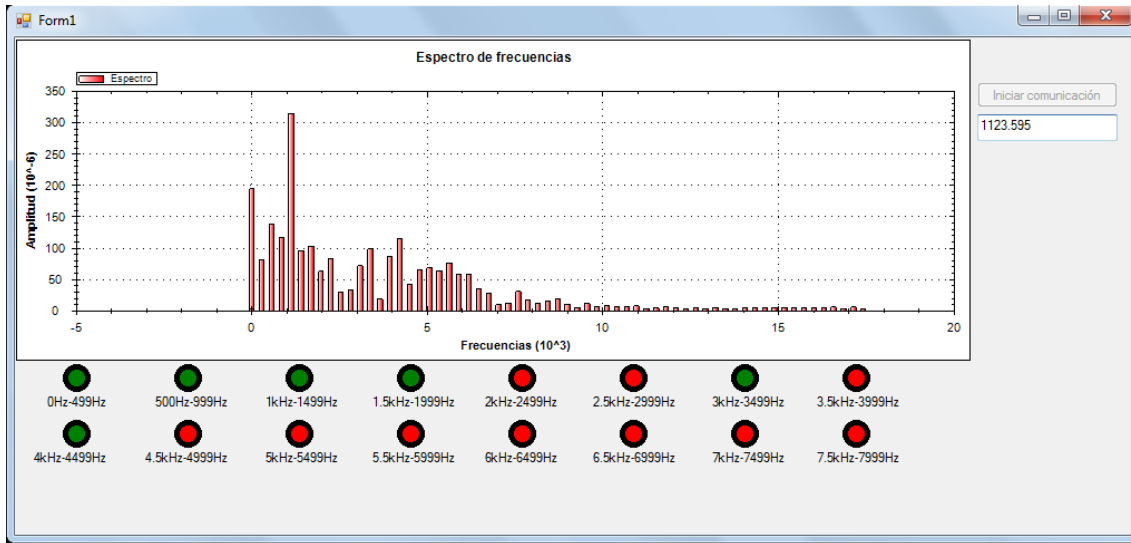 Form1
Espectro de frecuencias
Espectro
Iniciar comunicación
1123.595
350
300
250
200
150
100
50
0
Amplitud (10^-6)
-5 0 5 10 15 20
Frecuencias (10^3)
0Hz-499Hz 500Hz-999Hz 1kHz-1499Hz 1.5kHz-1999Hz 2kHz-2499Hz 2.5kHz-2999Hz 3kHz-3499Hz 3.5kHz-3999Hz
4kHz-4499Hz 4.5kHz-4999Hz 5kHz-5499Hz 5.5kHz-5999Hz 6kHz-6499Hz 6.5kHz-6999Hz 7kHz-7499Hz 7.5kHz-7999Hz